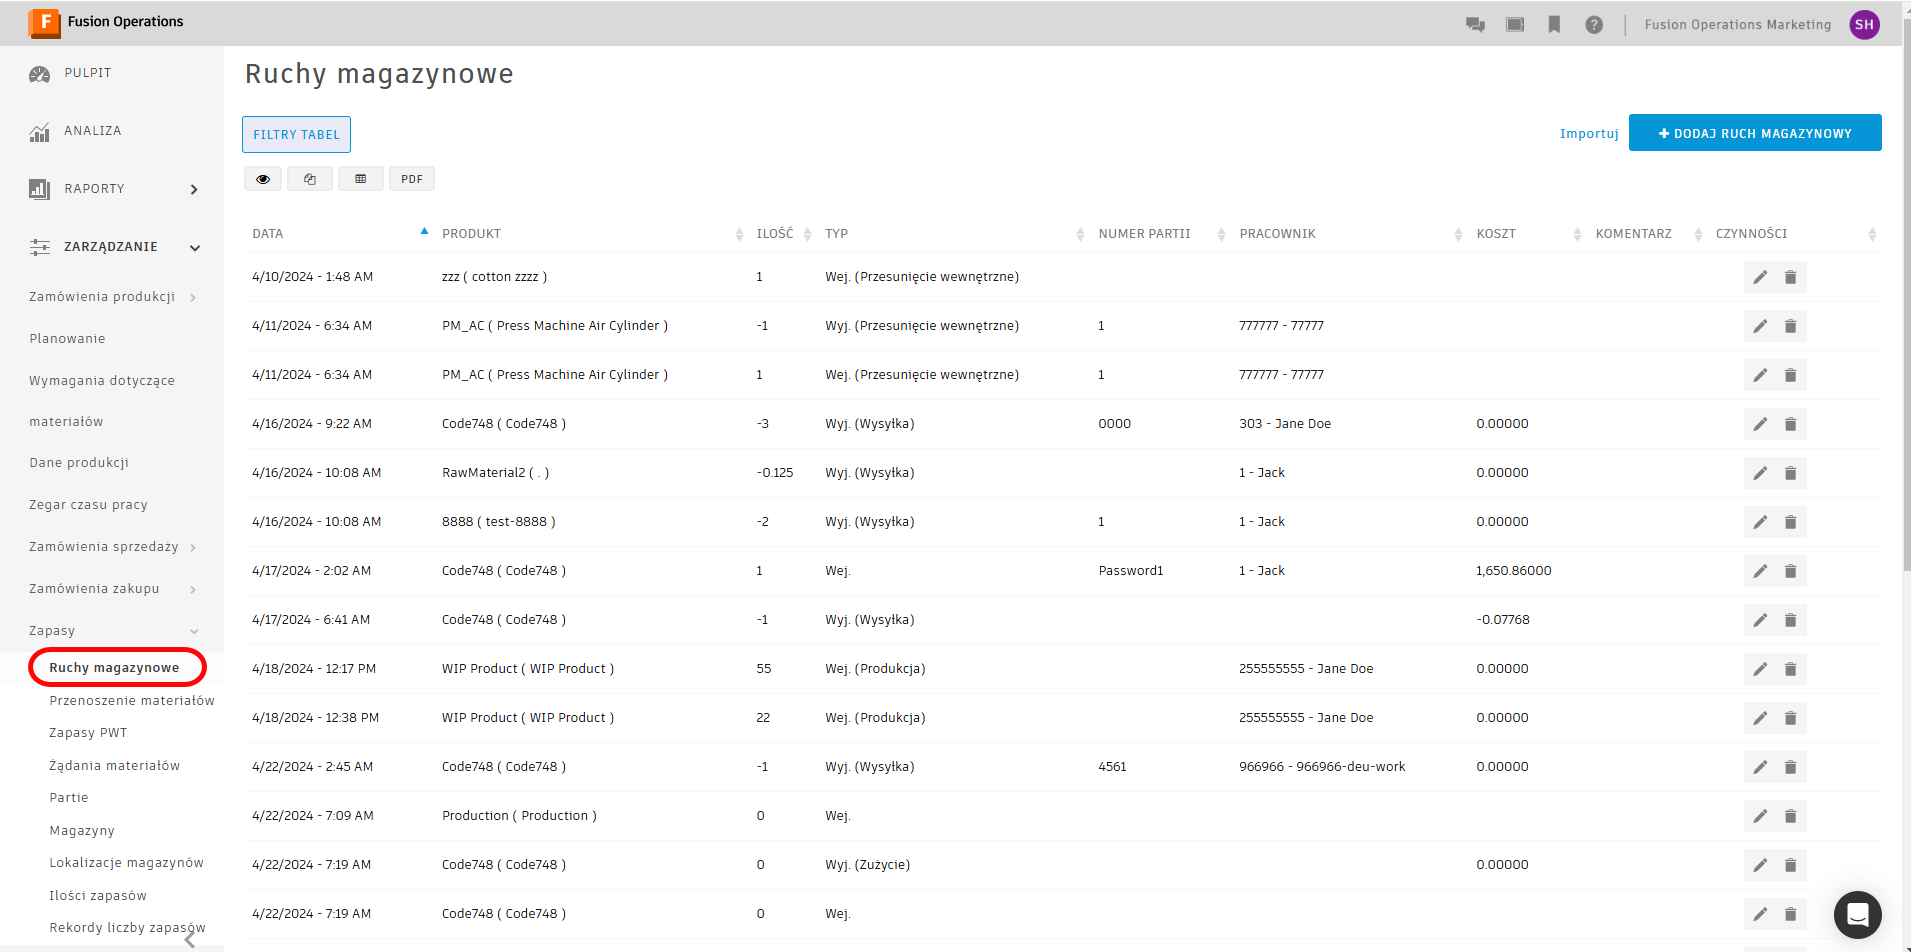 F Fusion Operations
Fusion Operations Marketing SH
PULPIT
ANALIZA
RAPORTY
ZARZĄDZANIE
Zamówienia produkcji
Planowanie
Wymagania dotyczące
materiałów
Dane produkcji
Zegar czasu pracy
Zamówienia sprzedaży
Zamówienia zakupu
Zapasy
Ruchy magazynowe
Przenoszenie materiałów
Zapasy PWT
Żądania materiałów
Partie
Magazyny
Lokalizacje magazynów
Ilości zapasów
Rekordy liczby zapasów
Ruchy magazynowe
FILTRY TABEL
Importuj
+ DODAJ RUCH MAGAZYNOWY
PDF
DATA PRODUKT ILOŚĆ TYP NUMER PARTII PRACOWNIK KOSZT KOMENTARZ CZYNNOŚCI
4/10/2024 - 1:48 AM zzz ( cotton zzzz ) 1 Wej. (Przesunięcie wewnętrzne)
4/11/2024 - 6:34 AM PM_AC ( Press Machine Air Cylinder ) -1 Wyj. (Przesunięcie wewnętrzne) 1 777777 - 77777
4/11/2024 - 6:34 AM PM_AC ( Press Machine Air Cylinder ) 1 Wej. (Przesunięcie wewnętrzne) 1 777777 - 77777
4/16/2024 - 9:22 AM Code748 ( Code748 ) -3 Wyj. (Wysyłka) 0000 303 - Jane Doe 0.00000
4/16/2024 - 10:08 AM RawMaterial2 ( . ) -0.125 Wyj. (Wysyłka) 1 - Jack 0.00000
4/16/2024 - 10:08 AM 8888 ( test-8888 ) -2 Wyj. (Wysyłka) 1 1 - Jack 0.00000
4/17/2024 - 2:02 AM Code748 ( Code748 ) 1 Wej. Password1 1 - Jack 1,650.86000
4/17/2024 - 6:41 AM Code748 ( Code748 ) -1 Wyj. (Wysyłka) -0.07768
4/18/2024 - 12:17 PM WIP Product ( WIP Product ) 55 Wej. (Produkcja) 255555555 - Jane Doe 0.00000
4/18/2024 - 12:38 PM WIP Product ( WIP Product ) 22 Wej. (Produkcja) 255555555 - Jane Doe 0.00000
4/22/2024 - 2:45 AM Code748 ( Code748 ) -1 Wyj. (Wysyłka) 4561 966966 - 966966-deu-work 0.00000
4/22/2024 - 7:09 AM Production ( Production ) 0 Wej.
4/22/2024 - 7:19 AM Code748 ( Code748 ) 0 Wyj. (Zużycie) 0.00000
4/22/2024 - 7:19 AM Code748 ( Code748 ) 0 Wej.